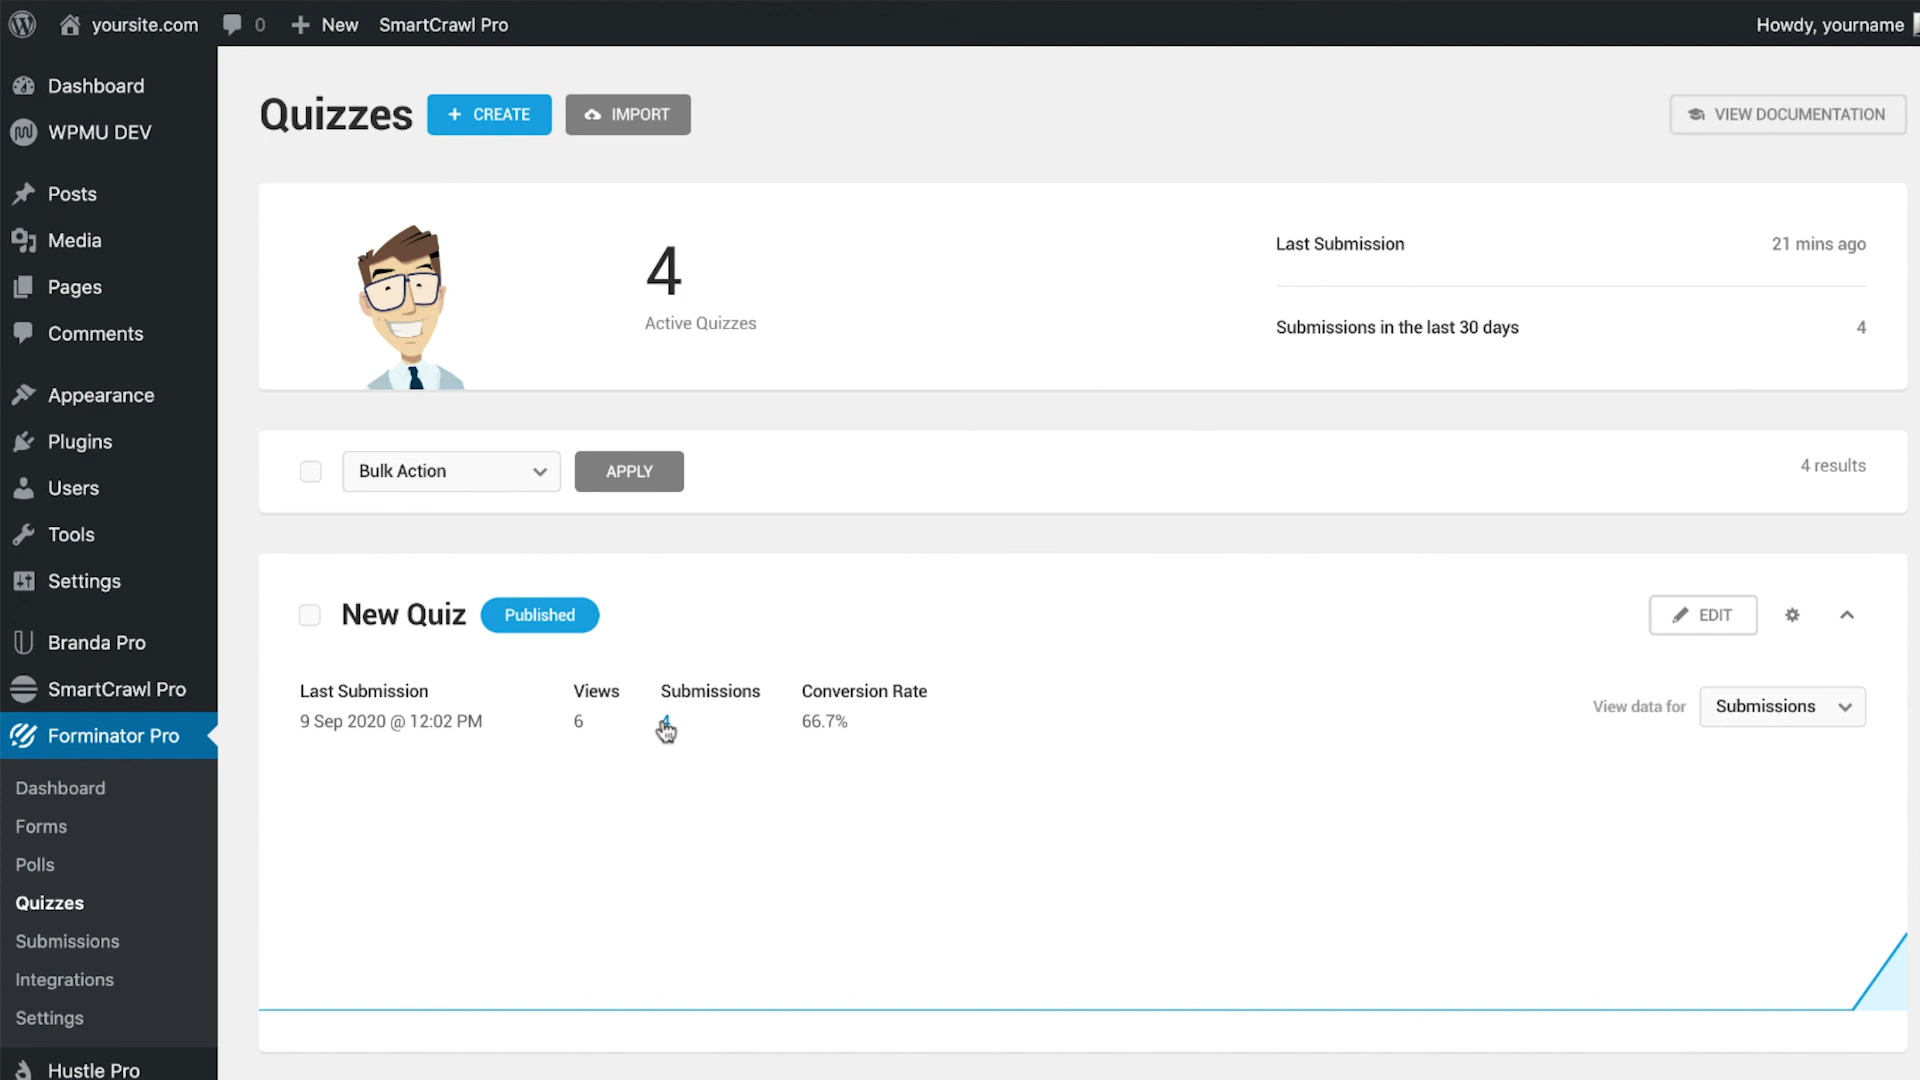 yoursite.com 0 New SmartCrawl Pro Howdy, yourname
Dashboard
WPMU DEV
Posts
Media
Pages
Comments
Appearance
Plugins
Users
Tools
Settings
Branda Pro
SmartCrawl Pro
Forminator Pro
Dashboard
Forms
Polls
Quizzes
Submissions
Integrations
Settings
Hustle Pro
Quizzes + CREATE IMPORT VIEW DOCUMENTATION
4
Active Quizzes
Last Submission 21 mins ago
Submissions in the last 30 days 4
Bulk Action APPLY 4 results
New Quiz Published EDIT
Last Submission Views Submissions Conversion Rate
9 Sep 2020 @ 12:02 PM 6 4 66.7%
View data for Submissions